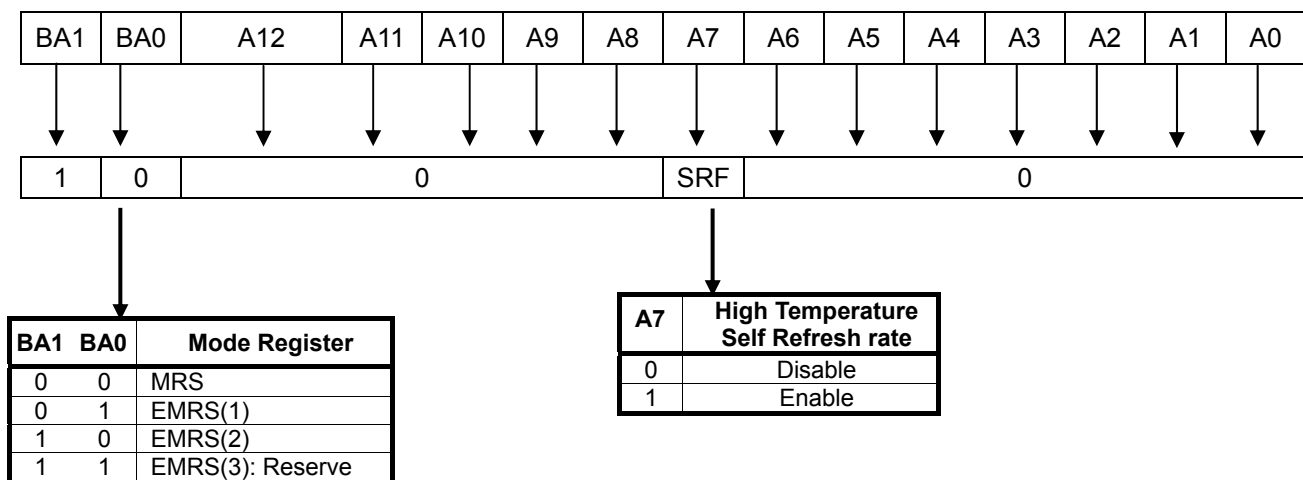 BA1 BA0 A12 A11 A10 A9 A8 A7 A6 A5 A4 A3 A2 A1 A0
1 0 0 SRF 0
BA1 BA0 Mode Register
0 0 MRS
0 1 EMRS(1)
1 0 EMRS(2)
1 1 EMRS(3): Reserve
A7 High Temperature
Self Refresh rate
0 Disable
1 Enable